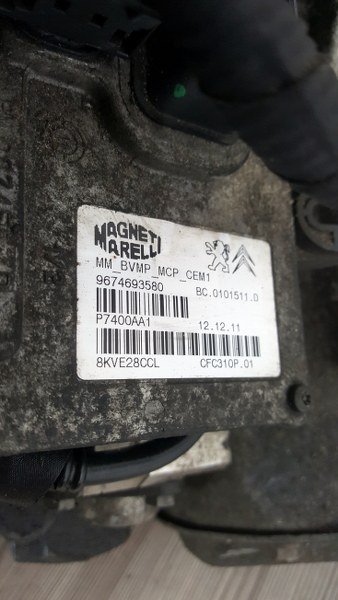 MAGNETI
MARELLI
MM_BVMP_MCP_CEM1
9674693580 BC.0101511.D
P7400AA1 12.12.11
8KVE28CCL CFC310P.01